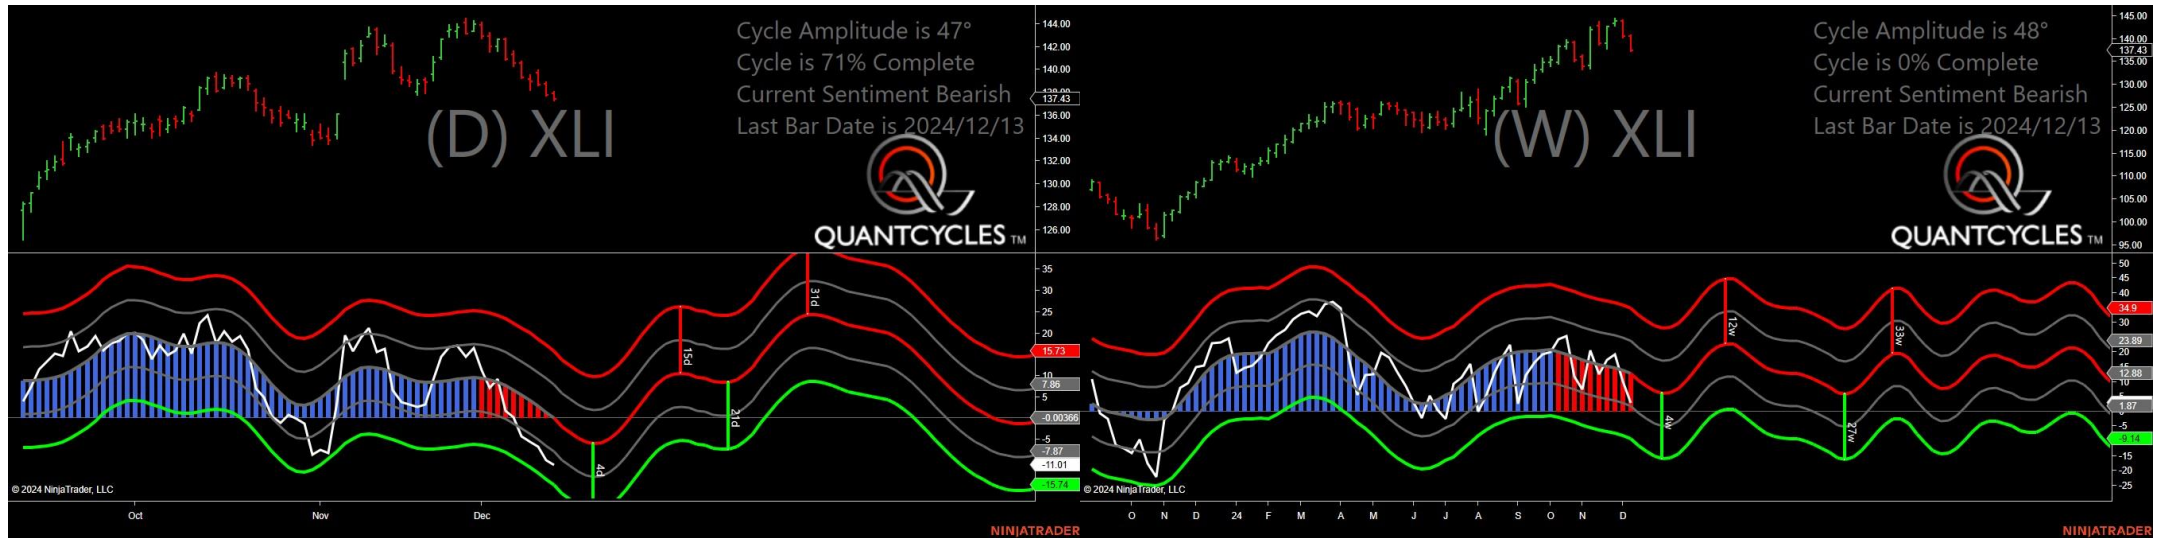 Cycle Amplitude is 47°
Cycle is 71% Complete
Current Sentiment Bearish
Last Bar Date is 2024/12/13
(D) XLI
QUANTCYCLES TM
144.00
142.00
140.00
138.00
137.43
136.00
134.00
132.00
130.00
128.00
126.00
35
30
25
20
15.73
10
7.86
5
-0.00366
-5
-7.87
-11.01
-15.74
4d
15d
21d
31d
© 2024 NinjaTrader, LLC
Oct
Nov
Dec
NINJATRADER
Cycle Amplitude is 48°
Cycle is 0% Complete
Current Sentiment Bearish
Last Bar Date is 2024/12/13
(W) XLI
QUANTCYCLES TM
145.00
140.00
137.43
135.00
130.00
125.00
120.00
115.00
110.00
105.00
100.00
95.00
50
45
40
34.9
30
23.89
20
15
12.88
10
1.87
-5
-9.14
-15
-20
-25
4w
12w
27w
33w
© 2024 NinjaTrader, LLC
O
N
D
24
F
M
A
M
J
J
A
S
O
N
D
NINJATRADER